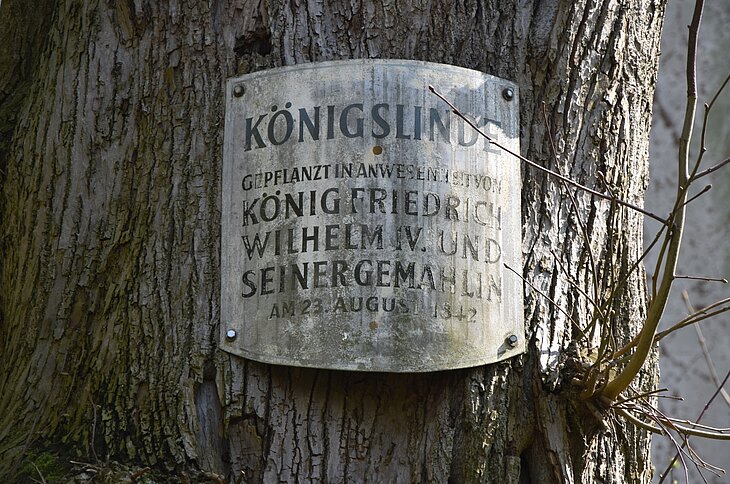 KÖNIGSLINDE
GEPFLANZT IN ANWESENHEIT VON
KÖNIG FRIEDRICH
WILHELM IV. UND
SEINER GEMAHLIN
AM 23. AUGUST 1842